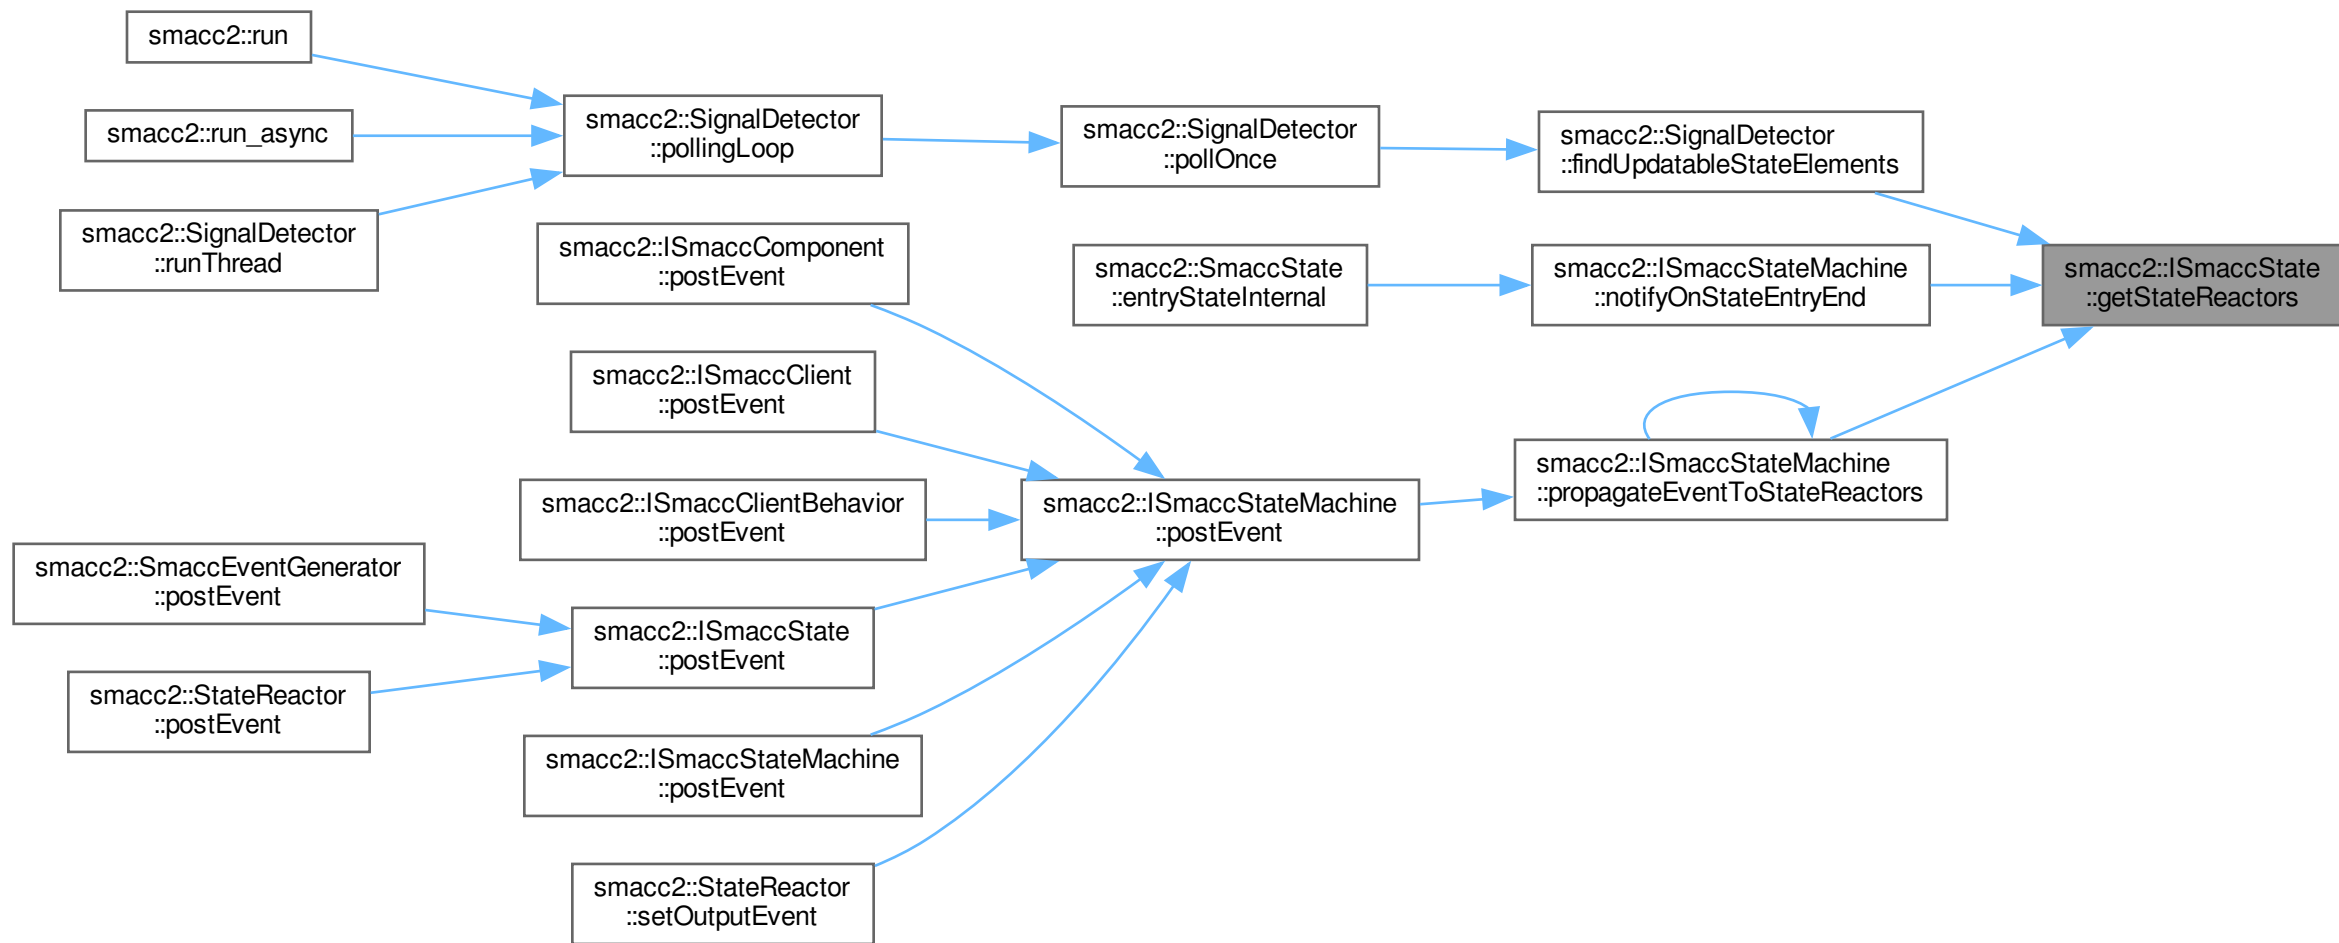 smacc2::run
smacc2::run_async
smacc2::SignalDetector
::runThread
smacc2::SignalDetector
::pollingLoop
smacc2::SignalDetector
::pollOnce
smacc2::SignalDetector
::findUpdatableStateElements
smacc2::ISmaccComponent
::postEvent
smacc2::SmaccState
::entryStateInternal
smacc2::ISmaccStateMachine
::notifyOnStateEntryEnd
smacc2::ISmaccState
::getStateReactors
smacc2::ISmaccClient
::postEvent
smacc2::ISmaccClientBehavior
::postEvent
smacc2::ISmaccStateMachine
::postEvent
smacc2::ISmaccStateMachine
::propagateEventToStateReactors
smacc2::SmaccEventGenerator
::postEvent
smacc2::StateReactor
::postEvent
smacc2::ISmaccState
::postEvent
smacc2::ISmaccStateMachine
::postEvent
smacc2::StateReactor
::setOutputEvent